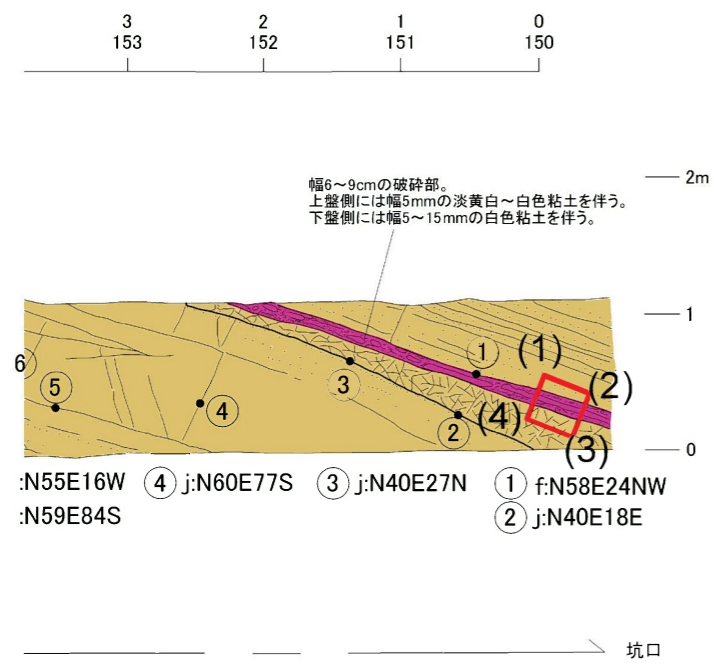 3 2 1 0
153 152 151 150
2m
幅6～9cmの破砕部。
上盤側には幅5mmの淡黄白～白色粘土を伴う。
下盤側には幅5～15mmの白色粘土を伴う。
1
① (1)
6 (2)
⑤ ③
④ ② (4)
(3) 0
:N55E16W ④ j:N60E77S ③ j:N40E27N ① f:N58E24NW
:N59E84S ② j:N40E18E
坑口